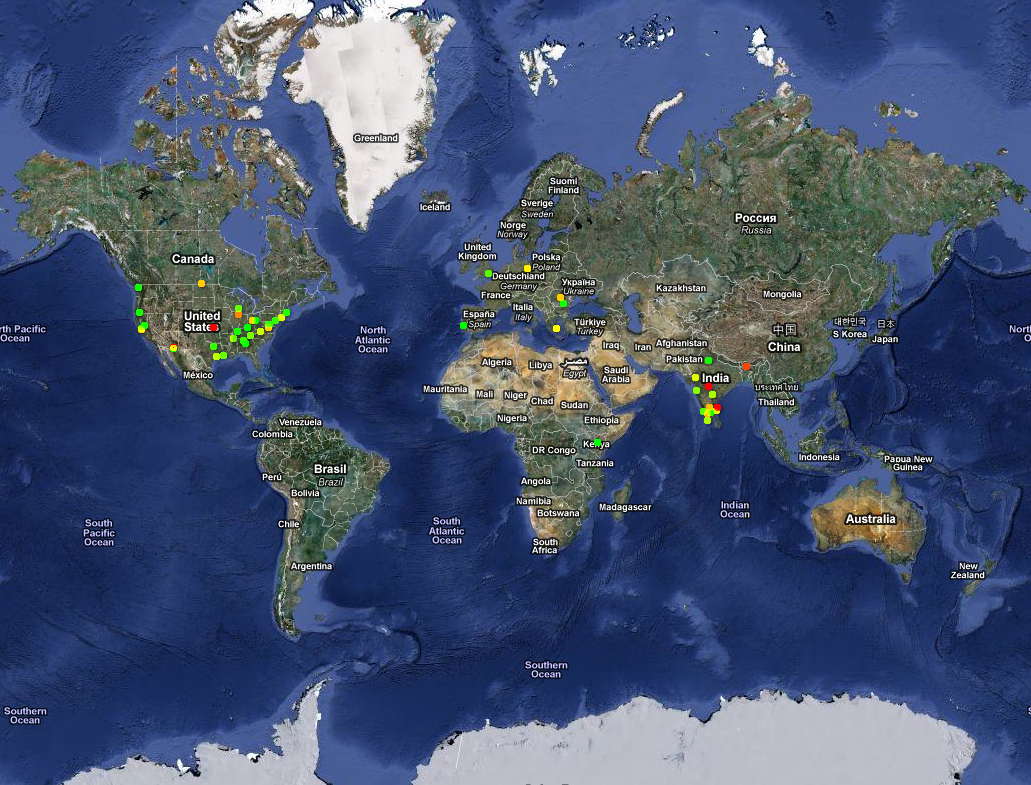 Greenland
Iceland
Suomi
Finland
Sverige
Sweden
Norge
Norway
Россия
Russia
Canada
United
Kingdom
Polska
Poland
Deutschland
Germany
Україна
Ukraine
Kazakhstan
Mongolia
France
Italia
Italy
España
Spain
Türkiye
Turkey
United
States
North
Atlantic
Ocean
rth Pacific
Ocean
대한민국
S Korea
日本
Japan
中国
China
Afghanistan
Iraq
Iran
Pakistan
México
Algeria
Libya
مصر
Egypt
Saudi
Arabia
India
ประเทศไทย
Thailand
Mauritania
Mali
Niger
Chad
Sudan
Nigeria
Ethiopia
Venezuela
Colombia
DR Congo
Kenya
Tanzania
Indonesia
Papua New
Guinea
Perú
Brasil
Brazil
Bolivia
Angola
Namibia
Botswana
Madagascar
Indian
Ocean
Australia
South
Pacific
Ocean
Chile
South
Atlantic
Ocean
South
Africa
Argentina
New
Zealand
Southern
Ocean
Southern
Ocean